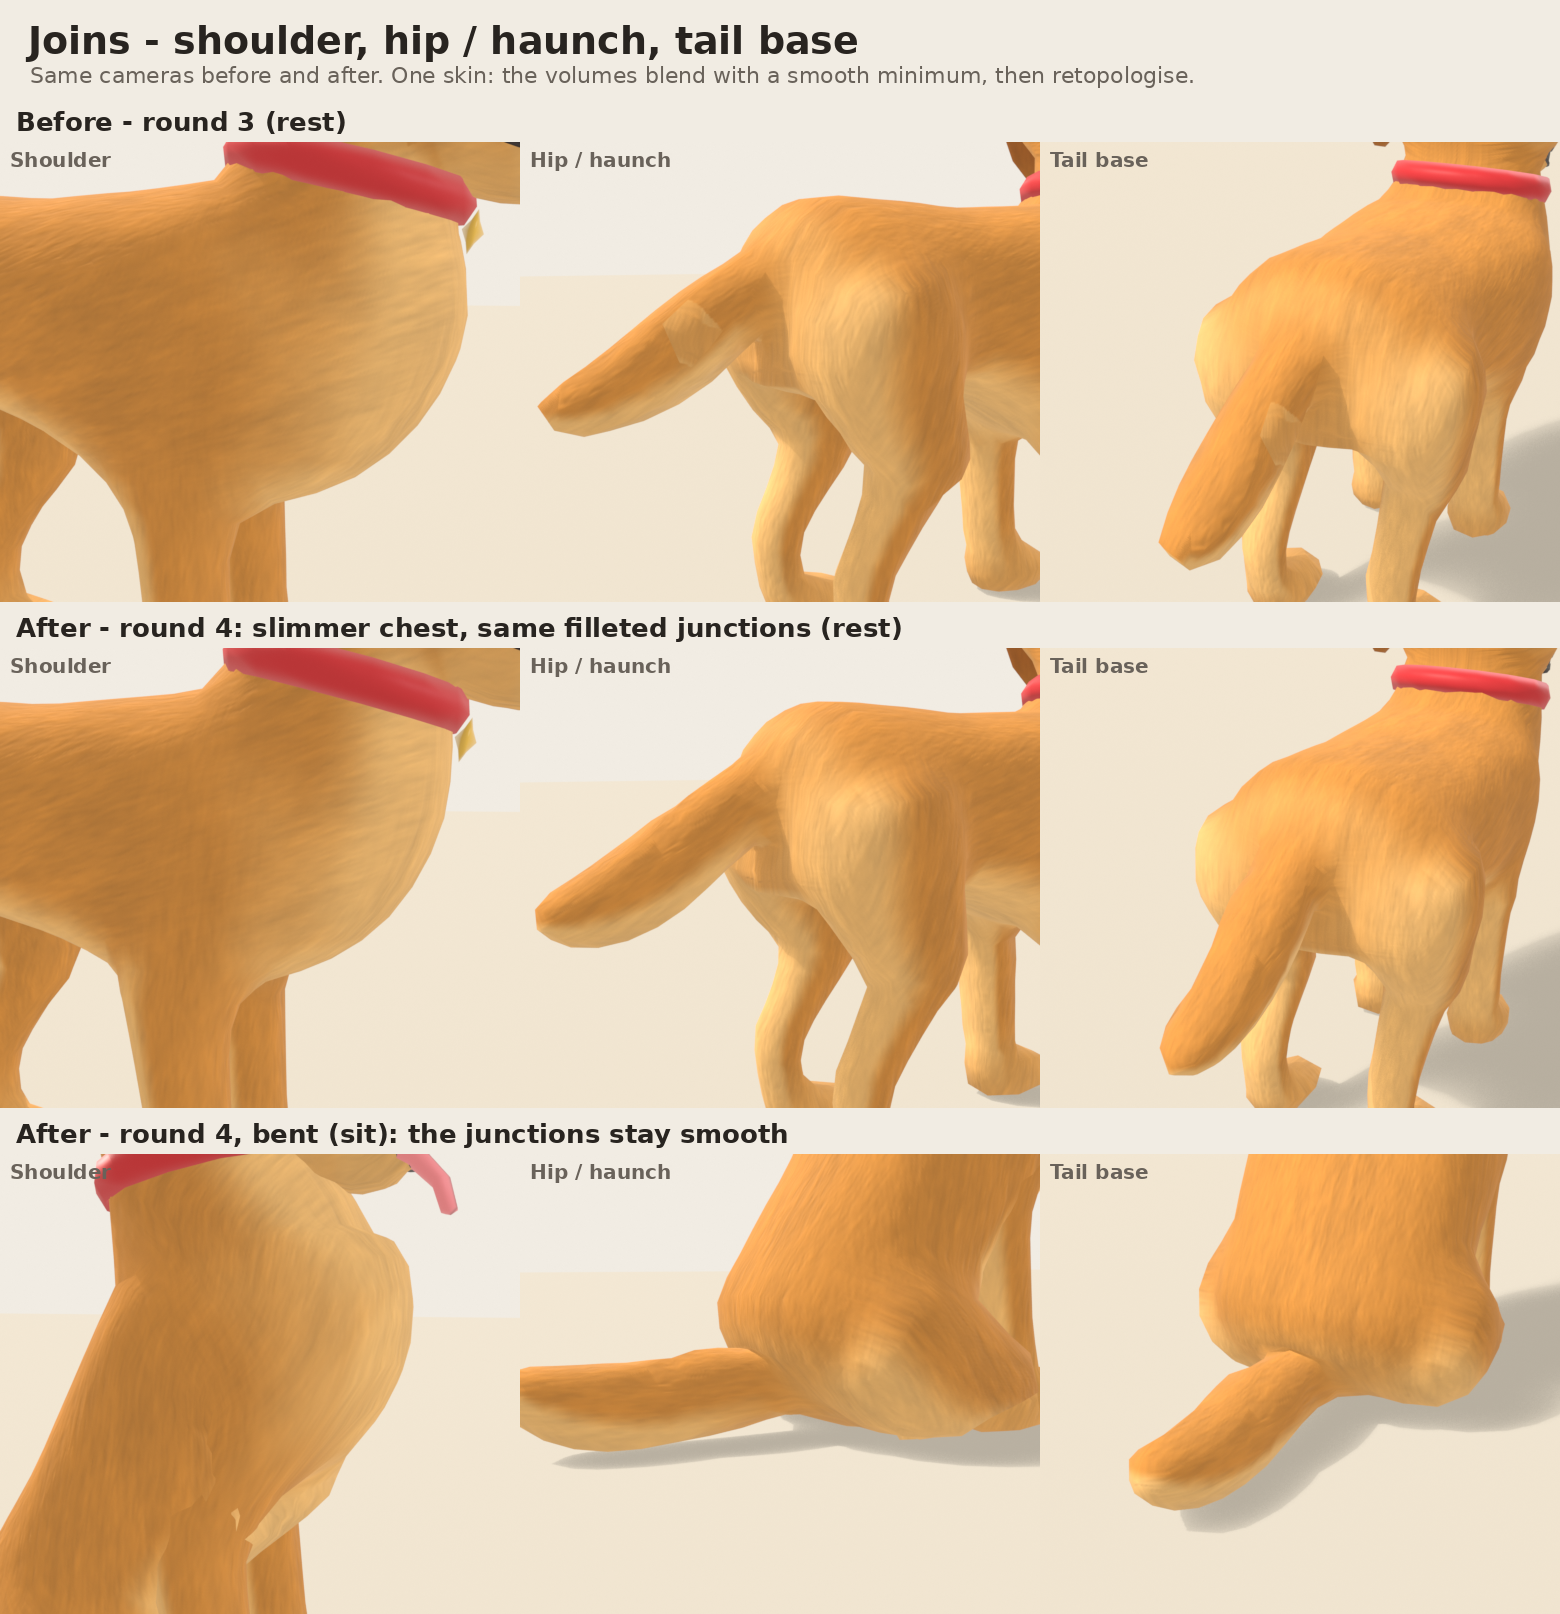 Joins - shoulder, hip / haunch, tail base
Same cameras before and after. One skin: the volumes blend with a smooth minimum, then retopologise.
Before - round 3 (rest)
Shoulder
Hip / haunch
Tail base
After - round 4: slimmer chest, same filleted junctions (rest)
Shoulder
Hip / haunch
Tail base
After - round 4, bent (sit): the junctions stay smooth
Shoulder
Hip / haunch
Tail base